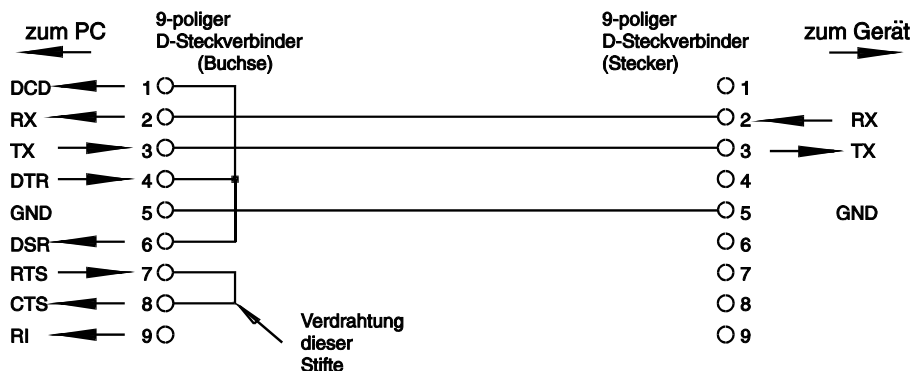 zum PC
9-poliger
D-Steckverbinder
(Buchse)
9-poliger
D-Steckverbinder
(Stecker)
zum Gerät
DCD 1 1
RX 2 2 RX
TX 3 3 TX
DTR 4 4
GND 5 5 GND
DSR 6 6
RTS 7 7
CTS 8 8
RI 9 9
Verdrahtung
dieser
Stifte